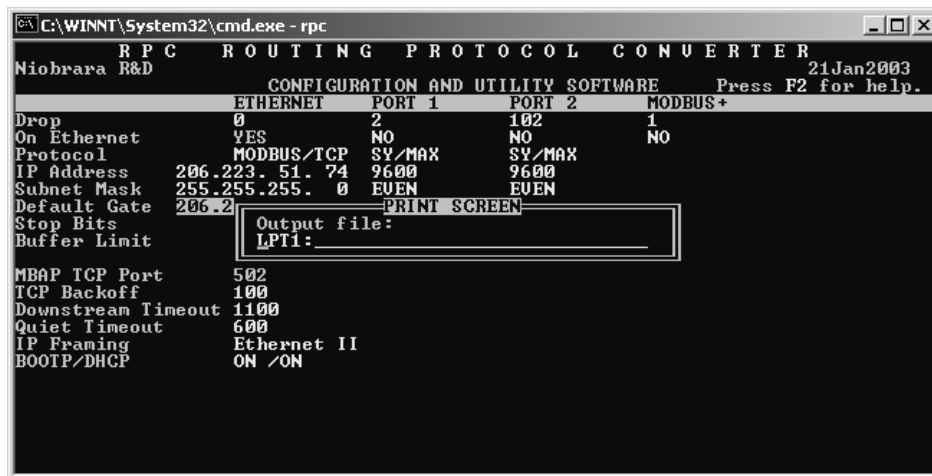 C:\WINNT\System32\cmd.exe - rpc
R P C R O U T I N G P R O T O C O L C O N V E R T E R
Niobrara R&D 21Jan2003
CONFIGURATION AND UTILITY SOFTWARE Press F2 for help.
ETHERNET PORT 1 PORT 2 MODBUS+
Drop 0 2 102 1
On Ethernet YES NO NO NO
Protocol MODBUS/TCP SY/MAX SY/MAX
IP Address 206.223. 51. 74 9600 9600
Subnet Mask 255.255.255. 0 EVEN EVEN
Default Gate 206.2 PRINT SCREEN
Stop Bits Output file:
Buffer Limit LPT1:
MBAP TCP Port 502
TCP Backoff 100
Downstream Timeout 1100
Quiet Timeout 600
IP Framing Ethernet II
BOOTP/DHCP ON /ON